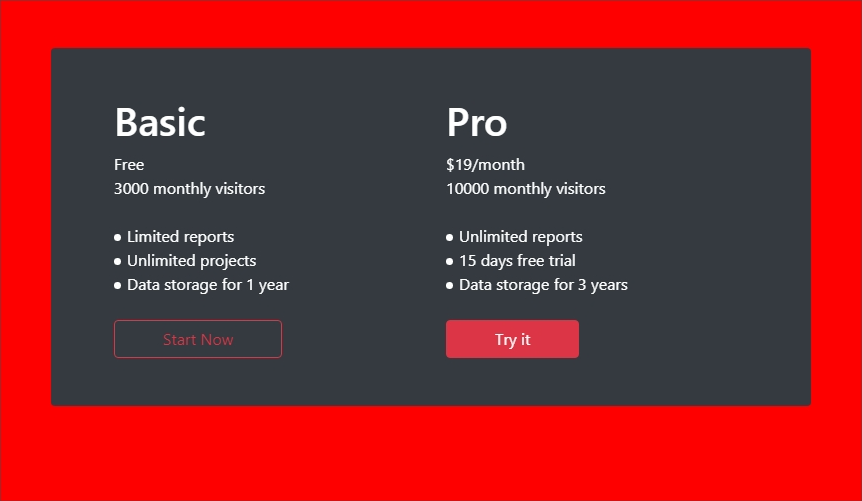 Basic
Free
3000 monthly visitors
• Limited reports
• Unlimited projects
• Data storage for 1 year
Start Now
Pro
$19/month
10000 monthly visitors
• Unlimited reports
• 15 days free trial
• Data storage for 3 years
Try it